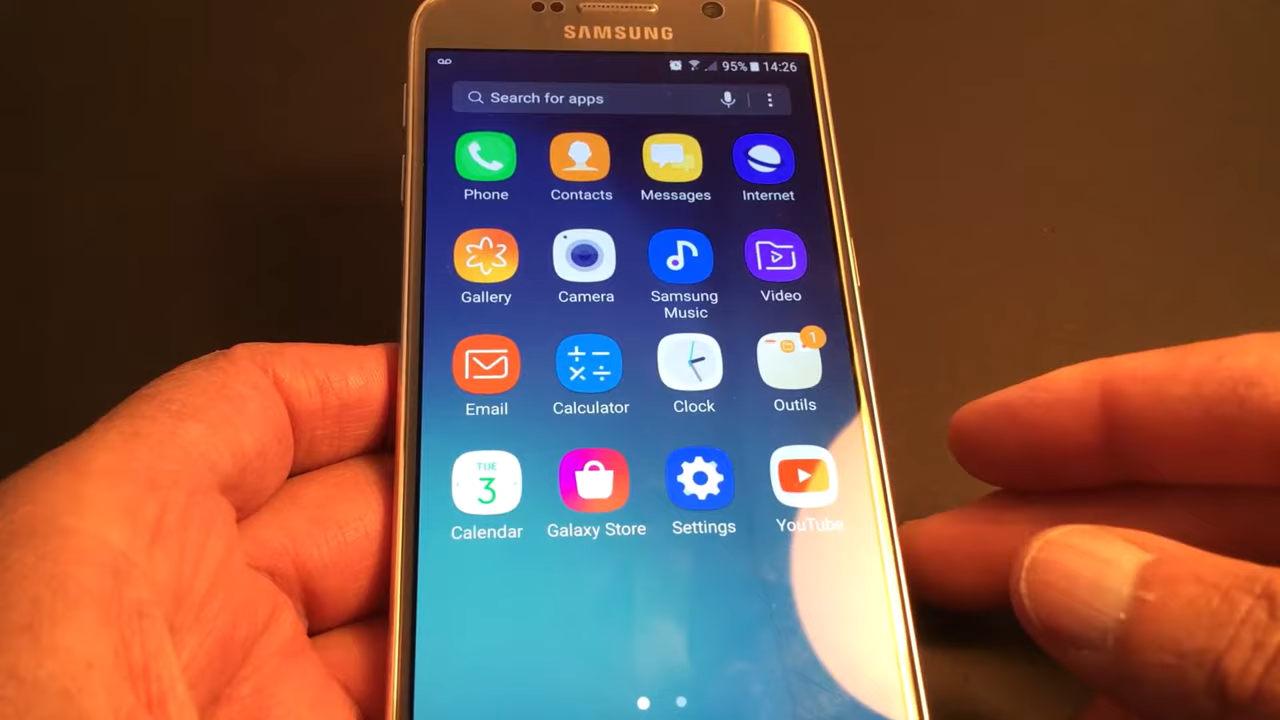 SAMSUNG
95% 14:26
Search for apps
Phone Contacts Messages Internet
Gallery Camera Samsung Music Video
1
Email Calculator Clock Outils
TUE
3
Calendar Galaxy Store Settings YouTube